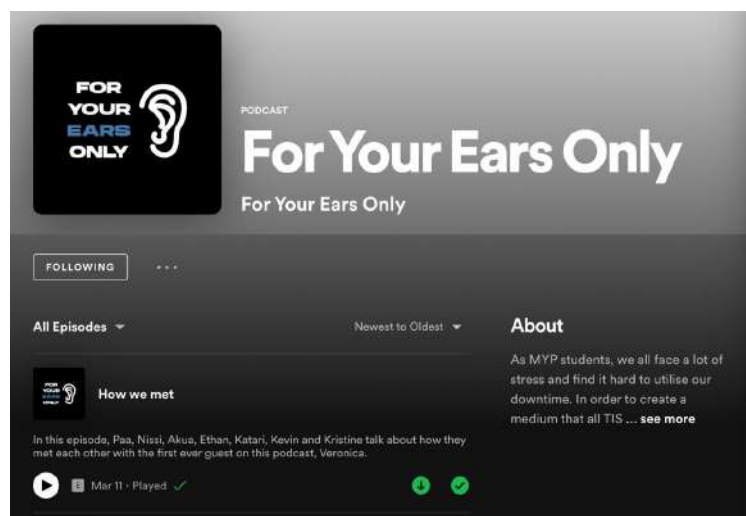 FOR
YOUR
EARS
ONLY
PODCAST
For Your Ears Only
For Your Ears Only
FOLLOWING
All Episodes
Newest to Oldest
FOR
YOUR
EARS
ONLY
How we met
In this episode, Paa, Nissi, Akua, Ethan, Katari, Kevin and Kristine talk about how they
met each other with the first ever guest on this podcast, Veronica.
E Mar 11 · Played
About
As MYP students, we all face a lot of
stress and find it hard to utilise our
downtime. In order to create a
medium that all TIS ... see more